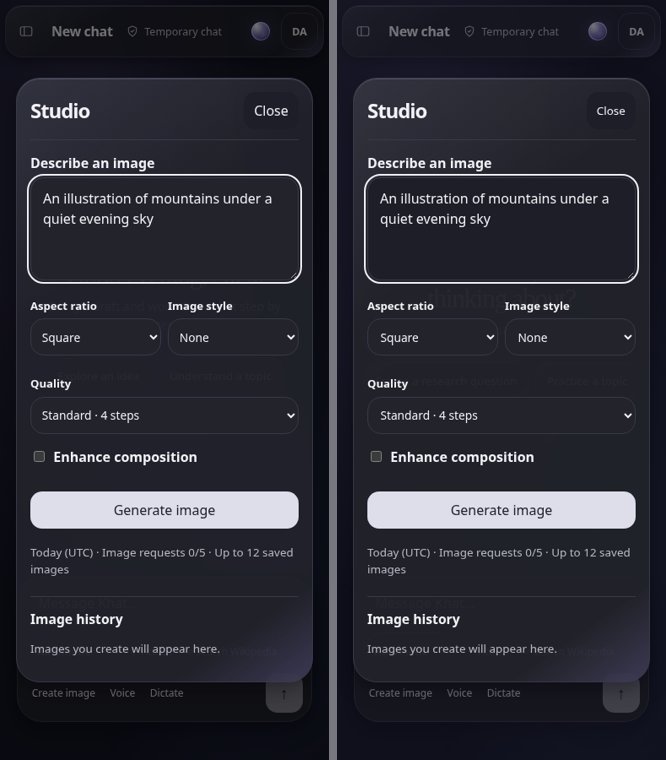 New chat
Temporary chat
DA
Studio
Close
Describe an image
An illustration of mountains under a
quiet evening sky
Aspect ratio
Image style
Square
None
Quality
Standard · 4 steps
Enhance composition
Generate image
Today (UTC) · Image requests 0/5 · Up to 12 saved
images
Image history
Images you create will appear here.
Create image
Voice
Dictate
↑
New chat
Temporary chat
DA
Studio
Close
thinking about?
Describe an image
An illustration of mountains under a
quiet evening sky
Aspect ratio
Image style
Square
None
Quality
Standard · 4 steps
Enhance composition
Generate image
Today (UTC) · Image requests 0/5 · Up to 12 saved
images
Image history
Images you create will appear here.
Create image
Voice
Dictate
↑